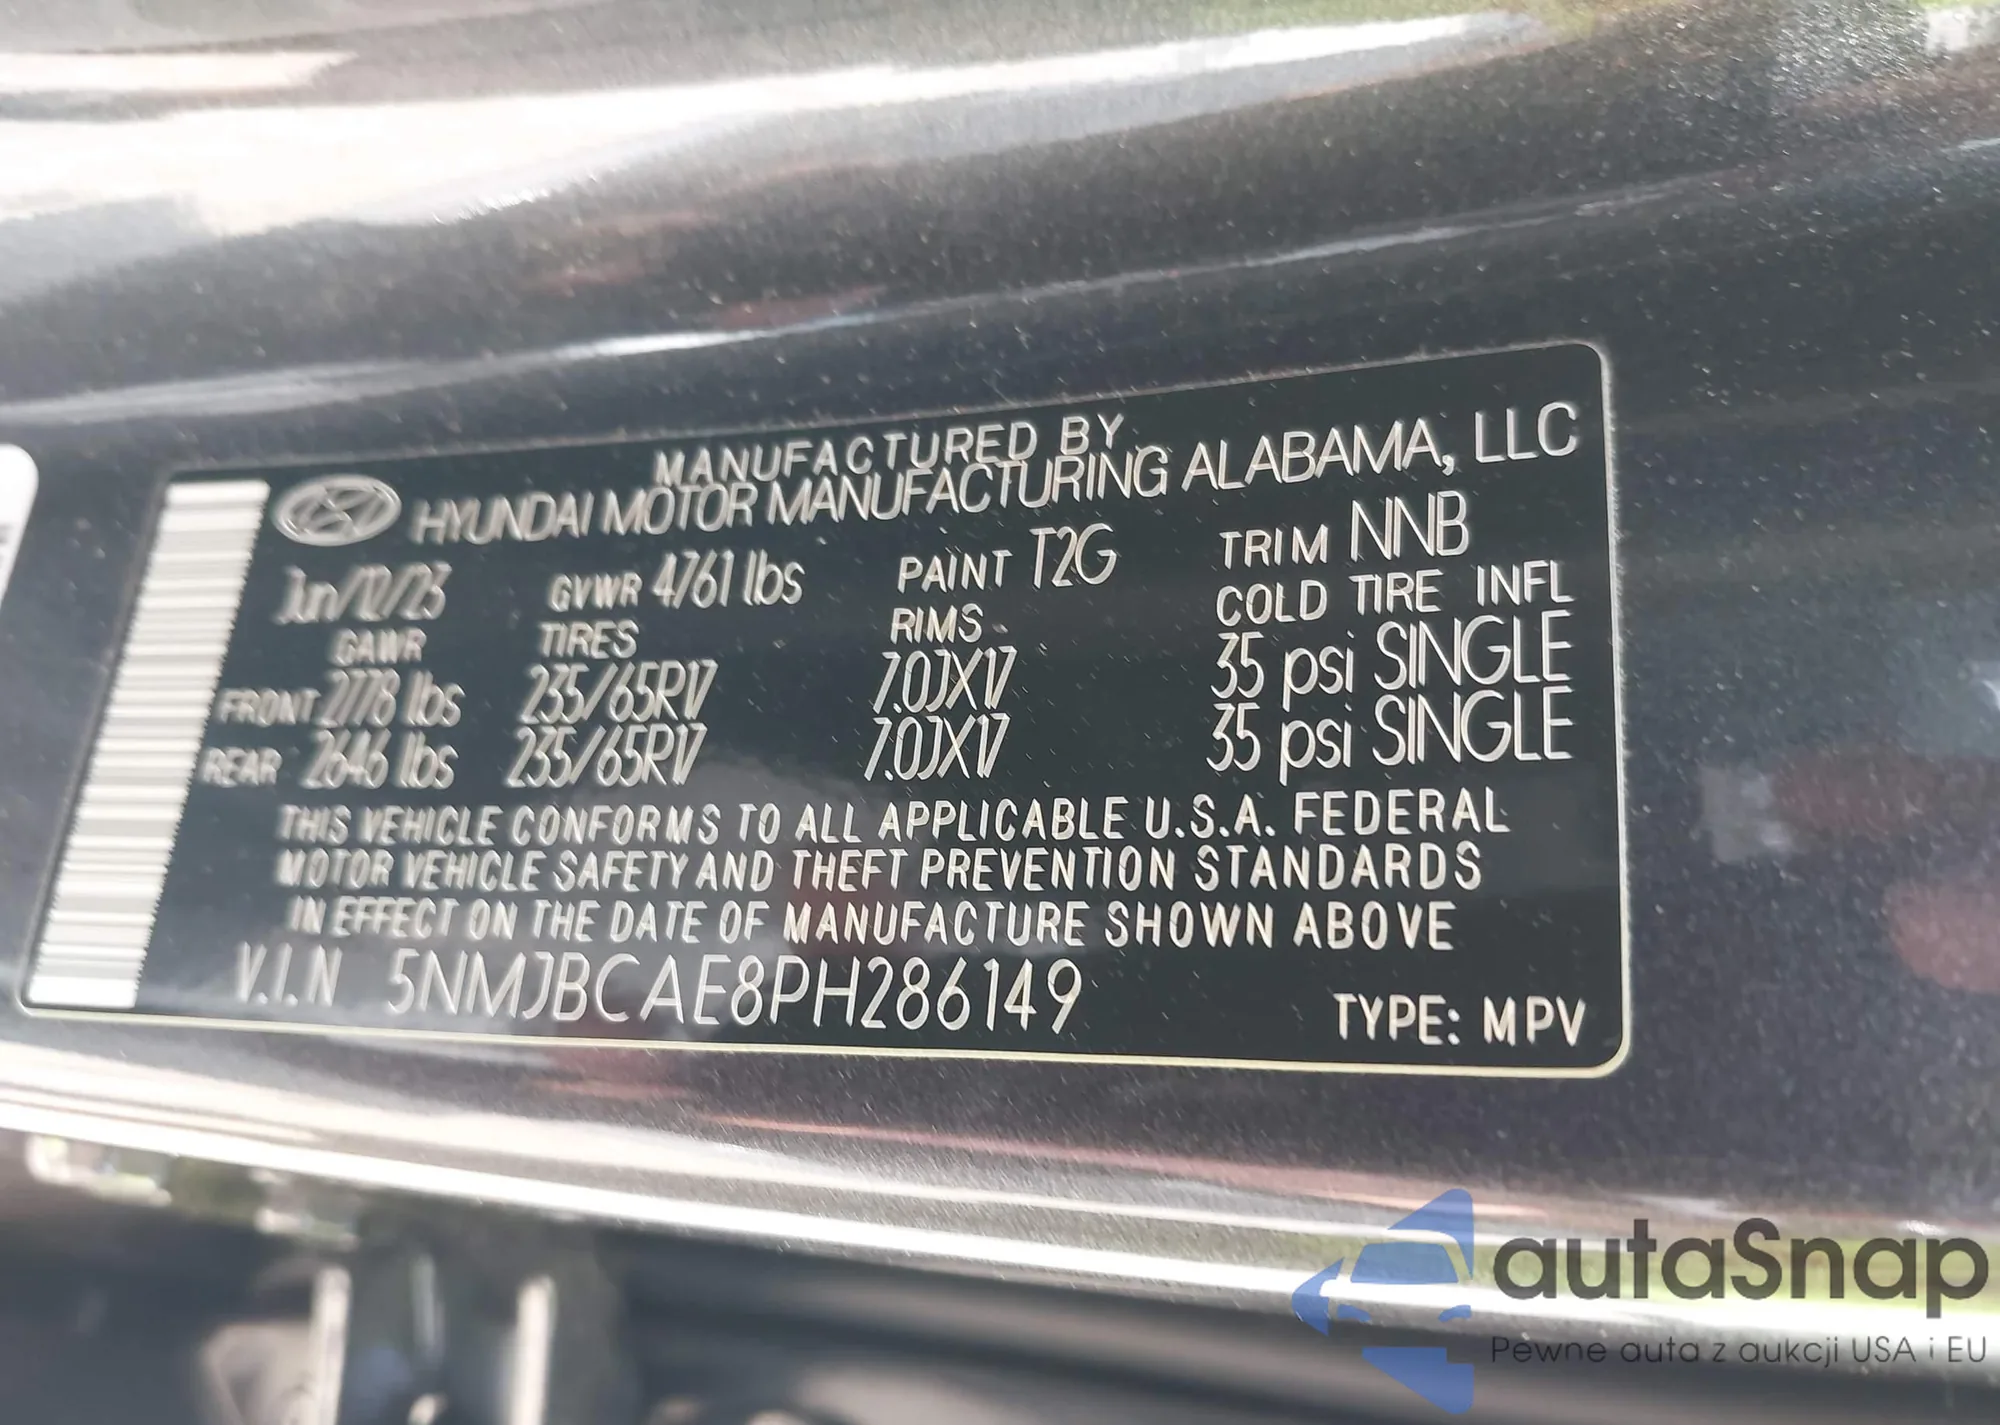 MANUFACTURED BY
HYUNDAI MOTOR MANUFACTURING ALABAMA, LLC
Jun/12/23 GVWR 4761 lbs PAINT T2G TRIM NNB
GAWR TIRES RIMS COLD TIRE INFL
FRONT 2778 lbs 235/65R17 7.0JX17 35 psi SINGLE
REAR 2646 lbs 235/65R17 7.0JX17 35 psi SINGLE
THIS VEHICLE CONFORMS TO ALL APPLICABLE U.S.A. FEDERAL
MOTOR VEHICLE SAFETY AND THEFT PREVENTION STANDARDS
IN EFFECT ON THE DATE OF MANUFACTURE SHOWN ABOVE
V.I.N 5NMJBCAE8PH286149 TYPE: MPV
autaSnap
Pewne auta z aukcji USA i EU